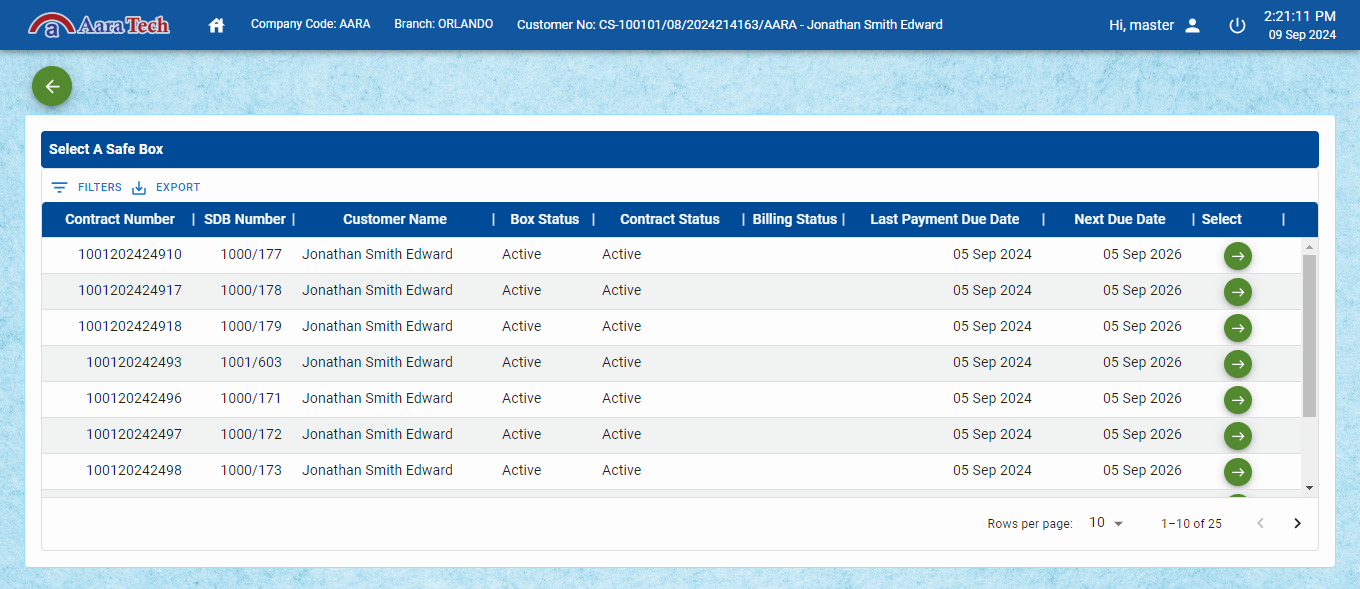 a AaraTech Company Code: AARA Branch: ORLANDO Customer No: CS-100101/08/2024214163/AARA - Jonathan Smith Edward Hi, master 2:21:11 PM
09 Sep 2024
Select A Safe Box
FILTERS EXPORT
Contract Number | SDB Number | Customer Name | Box Status | Contract Status | Billing Status | Last Payment Due Date | Next Due Date | Select |
1001202424910 1000/177 Jonathan Smith Edward Active Active 05 Sep 2024 05 Sep 2026
1001202424917 1000/178 Jonathan Smith Edward Active Active 05 Sep 2024 05 Sep 2026
1001202424918 1000/179 Jonathan Smith Edward Active Active 05 Sep 2024 05 Sep 2026
100120242493 1001/603 Jonathan Smith Edward Active Active 05 Sep 2024 05 Sep 2026
100120242496 1000/171 Jonathan Smith Edward Active Active 05 Sep 2024 05 Sep 2026
100120242497 1000/172 Jonathan Smith Edward Active Active 05 Sep 2024 05 Sep 2026
100120242498 1000/173 Jonathan Smith Edward Active Active 05 Sep 2024 05 Sep 2026
Rows per page: 10 1–10 of 25